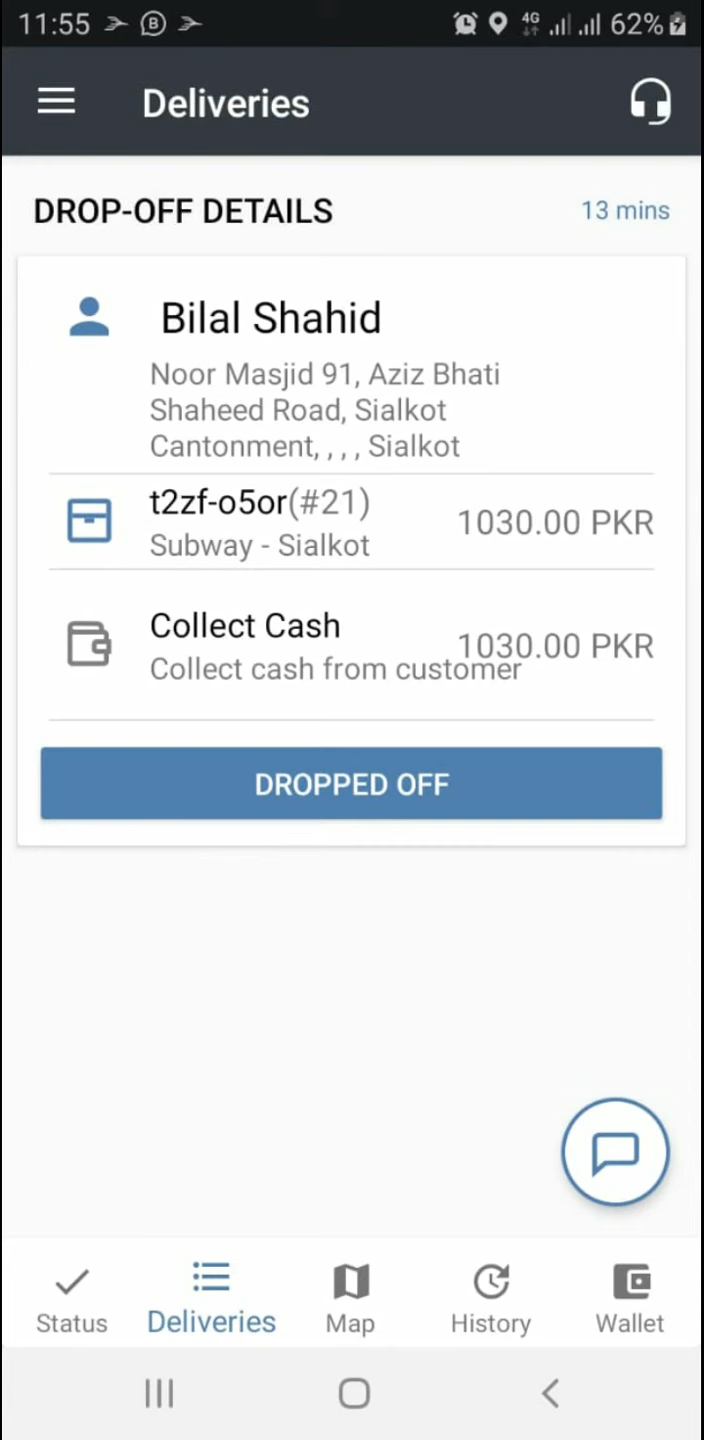 11:55 B 4G 62%
Deliveries
DROP-OFF DETAILS 13 mins
Bilal Shahid
Noor Masjid 91, Aziz Bhati
Shaheed Road, Sialkot
Cantonment, , , , Sialkot
t2zf-o5or(#21) 1030.00 PKR
Subway - Sialkot
Collect Cash 1030.00 PKR
Collect cash from customer
DROPPED OFF
Status Deliveries Map History Wallet